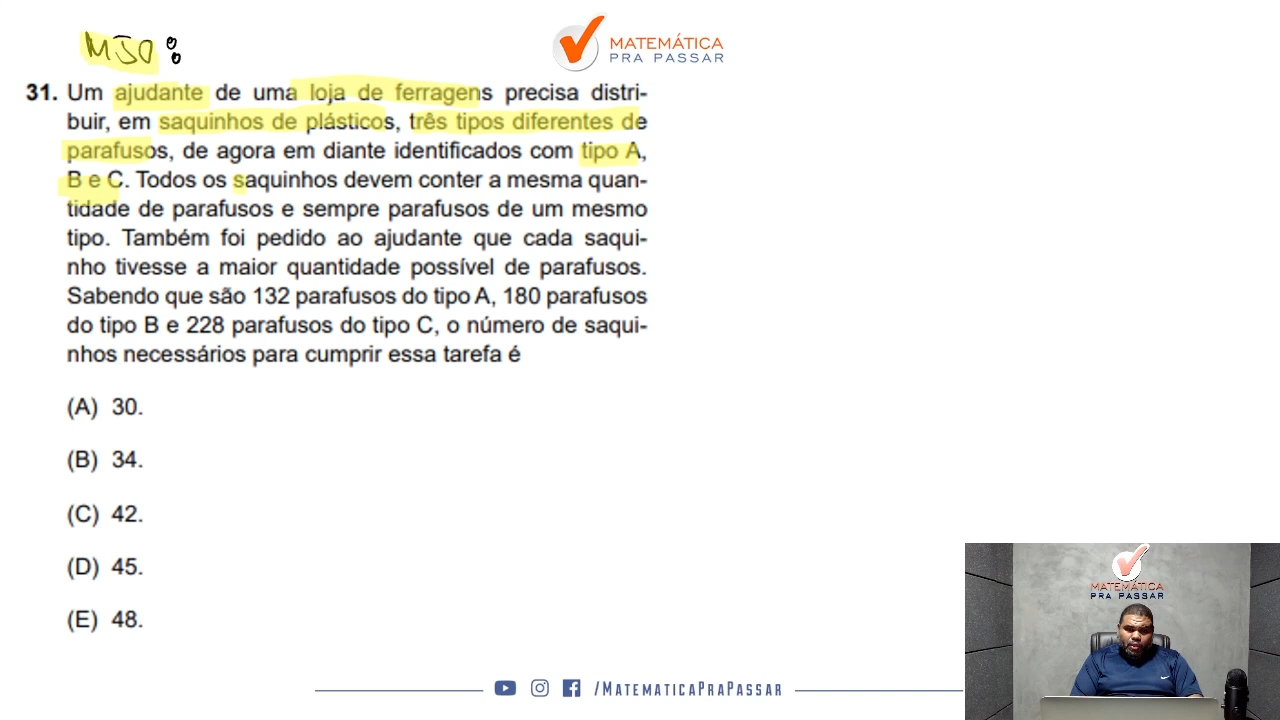 MJO:
MATEMÁTICA
PRA PASSAR
31. Um ajudante de uma loja de ferragens precisa distri-
buir, em saquinhos de plásticos, três tipos diferentes de
parafusos, de agora em diante identificados com tipo A,
B e C. Todos os saquinhos devem conter a mesma quan-
tidade de parafusos e sempre parafusos de um mesmo
tipo. Também foi pedido ao ajudante que cada saqui-
nho tivesse a maior quantidade possível de parafusos.
Sabendo que são 132 parafusos do tipo A, 180 parafusos
do tipo B e 228 parafusos do tipo C, o número de saqui-
nhos necessários para cumprir essa tarefa é
(A) 30.
(B) 34.
(C) 42.
(D) 45.
(E) 48.
MATEMÁTICA
PRA PASSAR
/MATEMATICAPRAPASSAR